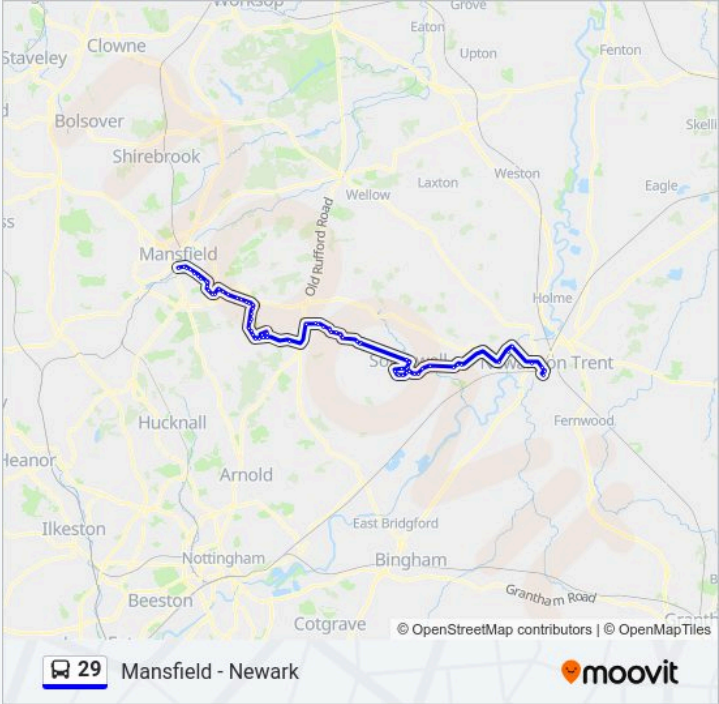 Worksop
Grove
Eaton
Clowne
Staveley
Upton
Fenton
Bolsover
Skelli
Shirebrook
Laxton
Weston
Wellow
Eagle
ss
Old Rufford Road
Mansfield
Holme
on Trent
Hucknall
Fernwood
Heanor
Arnold
Ilkeston
East Bridgford
Nottingham
Bingham
Beeston
Grantham Road
Cotgrave
© OpenStreetMap contributors | © OpenMapTiles
29 Mansfield - Newark
moovit